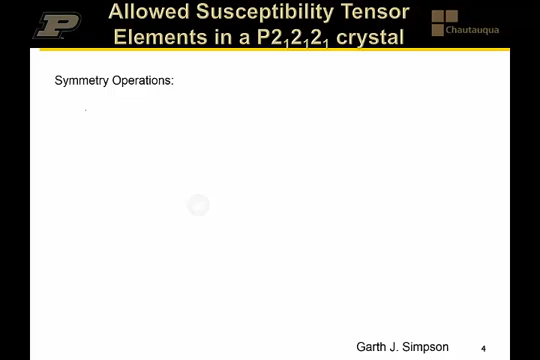 Allowed Susceptibility Tensor
Elements in a P2₁2₁2₁ crystal
P
Chautauqua
Symmetry Operations:
Garth J. Simpson
4